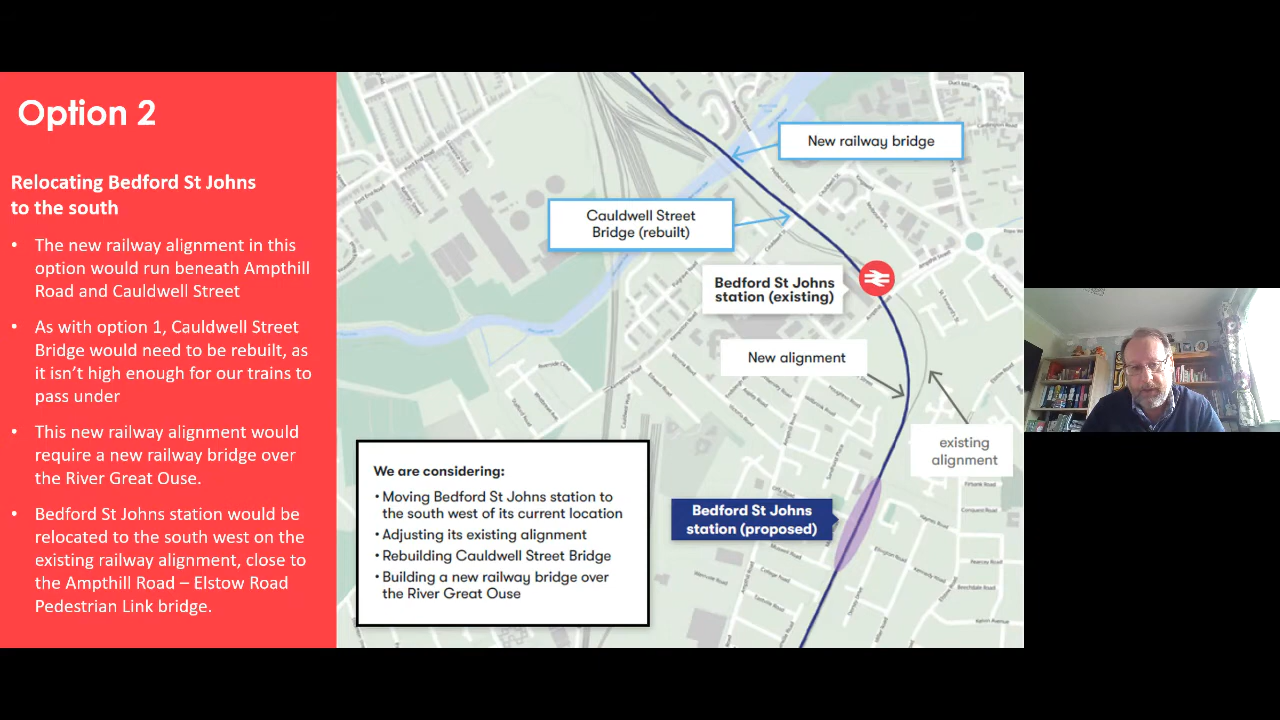 Option 2
Relocating Bedford St Johns
to the south
• The new railway alignment in this
option would run beneath Ampthill
Road and Cauldwell Street
• As with option 1, Cauldwell Street
Bridge would need to be rebuilt, as
it isn't high enough for our trains to
pass under
• This new railway alignment would
require a new railway bridge over
the River Great Ouse.
• Bedford St Johns station would be
relocated to the south west on the
existing railway alignment, close to
the Ampthill Road – Elstow Road
Pedestrian Link bridge.
New railway bridge
Cauldwell Street
Bridge (rebuilt)
Bedford St Johns
station (existing)
New alignment
existing
alignment
Bedford St Johns
station (proposed)
We are considering:
• Moving Bedford St Johns station to
the south west of its current location
• Adjusting its existing alignment
• Rebuilding Cauldwell Street Bridge
• Building a new railway bridge over
the River Great Ouse